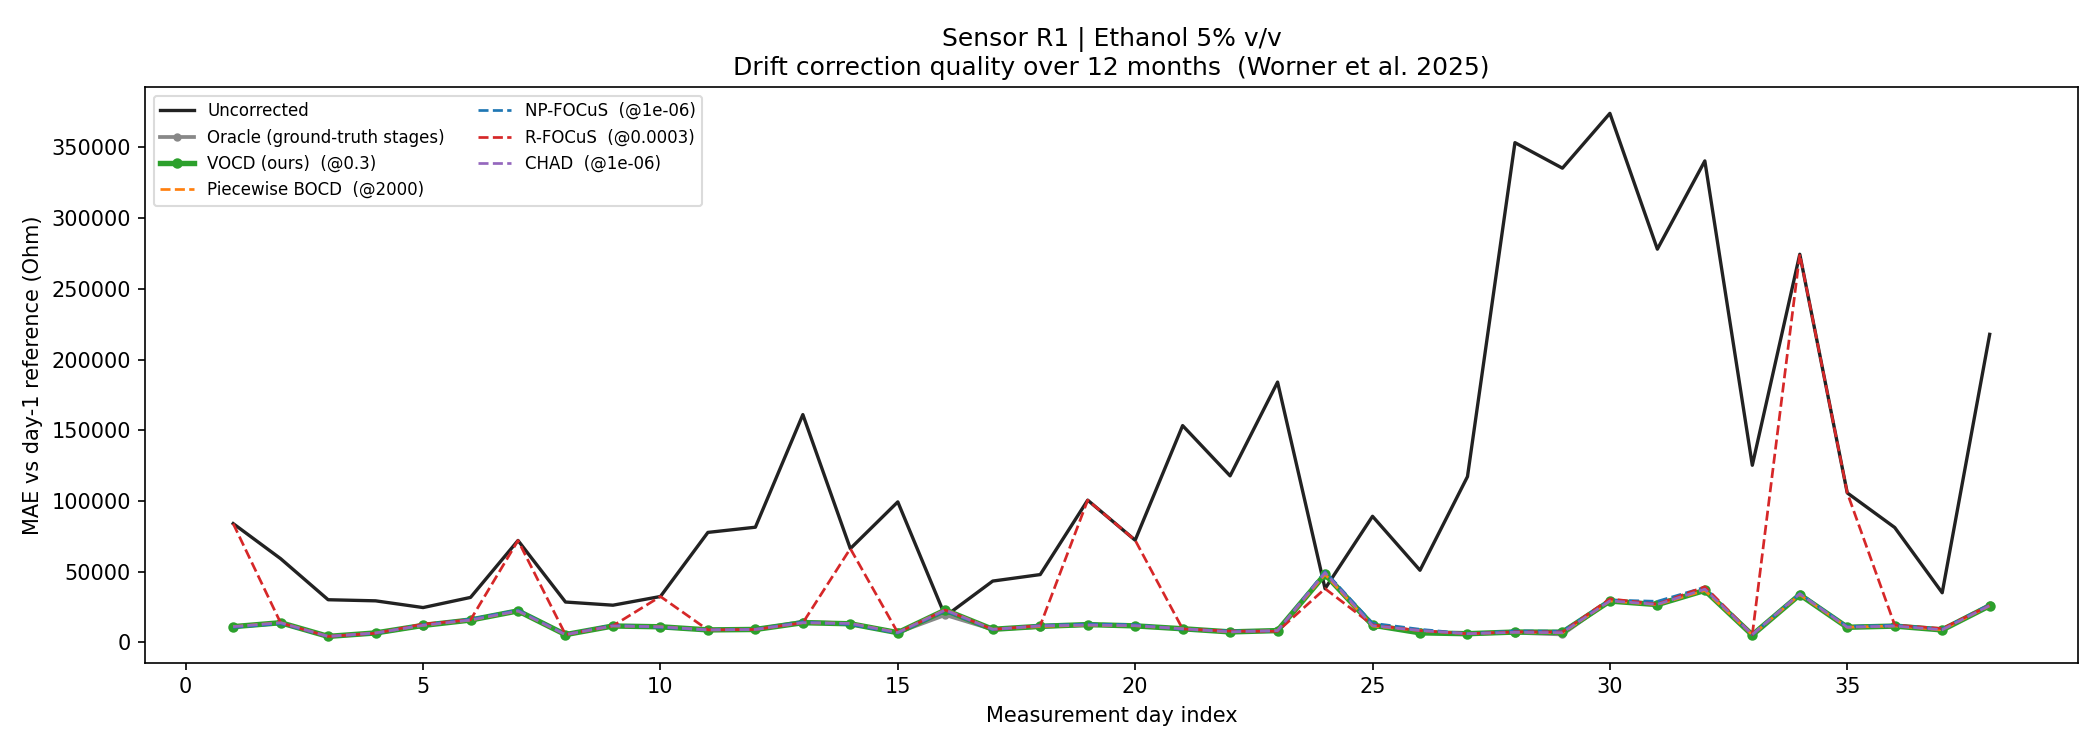 Sensor R1 | Ethanol 5% v/v
Drift correction quality over 12 months (Worner et al. 2025)
Uncorrected
Oracle (ground-truth stages)
VOCD (ours) (@0.3)
Piecewise BOCD (@2000)
NP-FOCuS (@1e-06)
R-FOCuS (@0.0003)
CHAD (@1e-06)
MAE vs day-1 reference (Ohm)
350000
300000
250000
200000
150000
100000
50000
0
0 5 10 15 20 25 30 35
Measurement day index